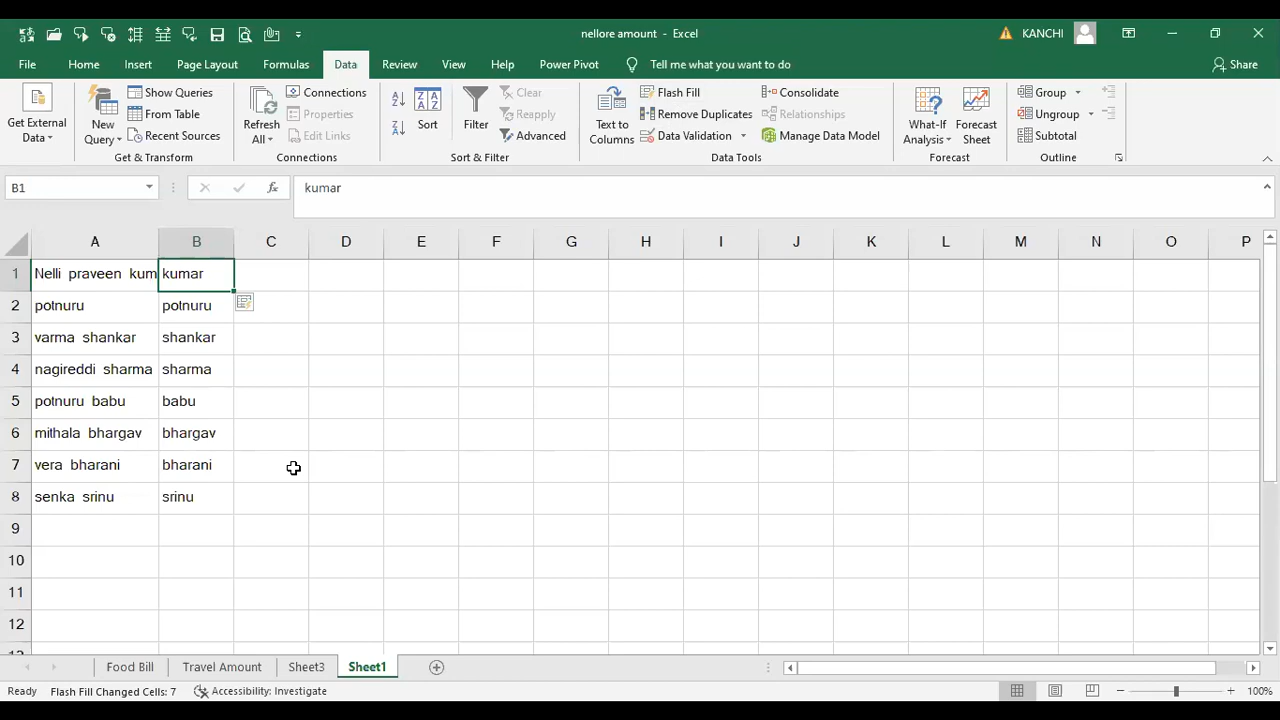 nellore amount - Excel
KANCHI
File Home Insert Page Layout Formulas Data Review View Help Power Pivot Tell me what you want to do Share
Get External Data
New Query
Show Queries
From Table
Recent Sources
Get & Transform
Refresh All
Connections
Properties
Edit Links
Connections
Sort
Filter
Clear
Reapply
Advanced
Sort & Filter
Text to Columns
Flash Fill
Remove Duplicates
Data Validation
Consolidate
Relationships
Manage Data Model
Data Tools
What-If Analysis
Forecast Sheet
Forecast
Group
Ungroup
Subtotal
Outline
B1 fx kumar
A B C D E F G H I J K L M N O P
1 Nelli praveen kum kumar
2 potnuru potnuru
3 varma shankar shankar
4 nagireddi sharma sharma
5 potnuru babu babu
6 mithala bhargav bhargav
7 vera bharani bharani
8 senka srinu srinu
9
10
11
12
13
Food Bill Travel Amount Sheet3 Sheet1
Ready Flash Fill Changed Cells: 7 Accessibility: Investigate 100%